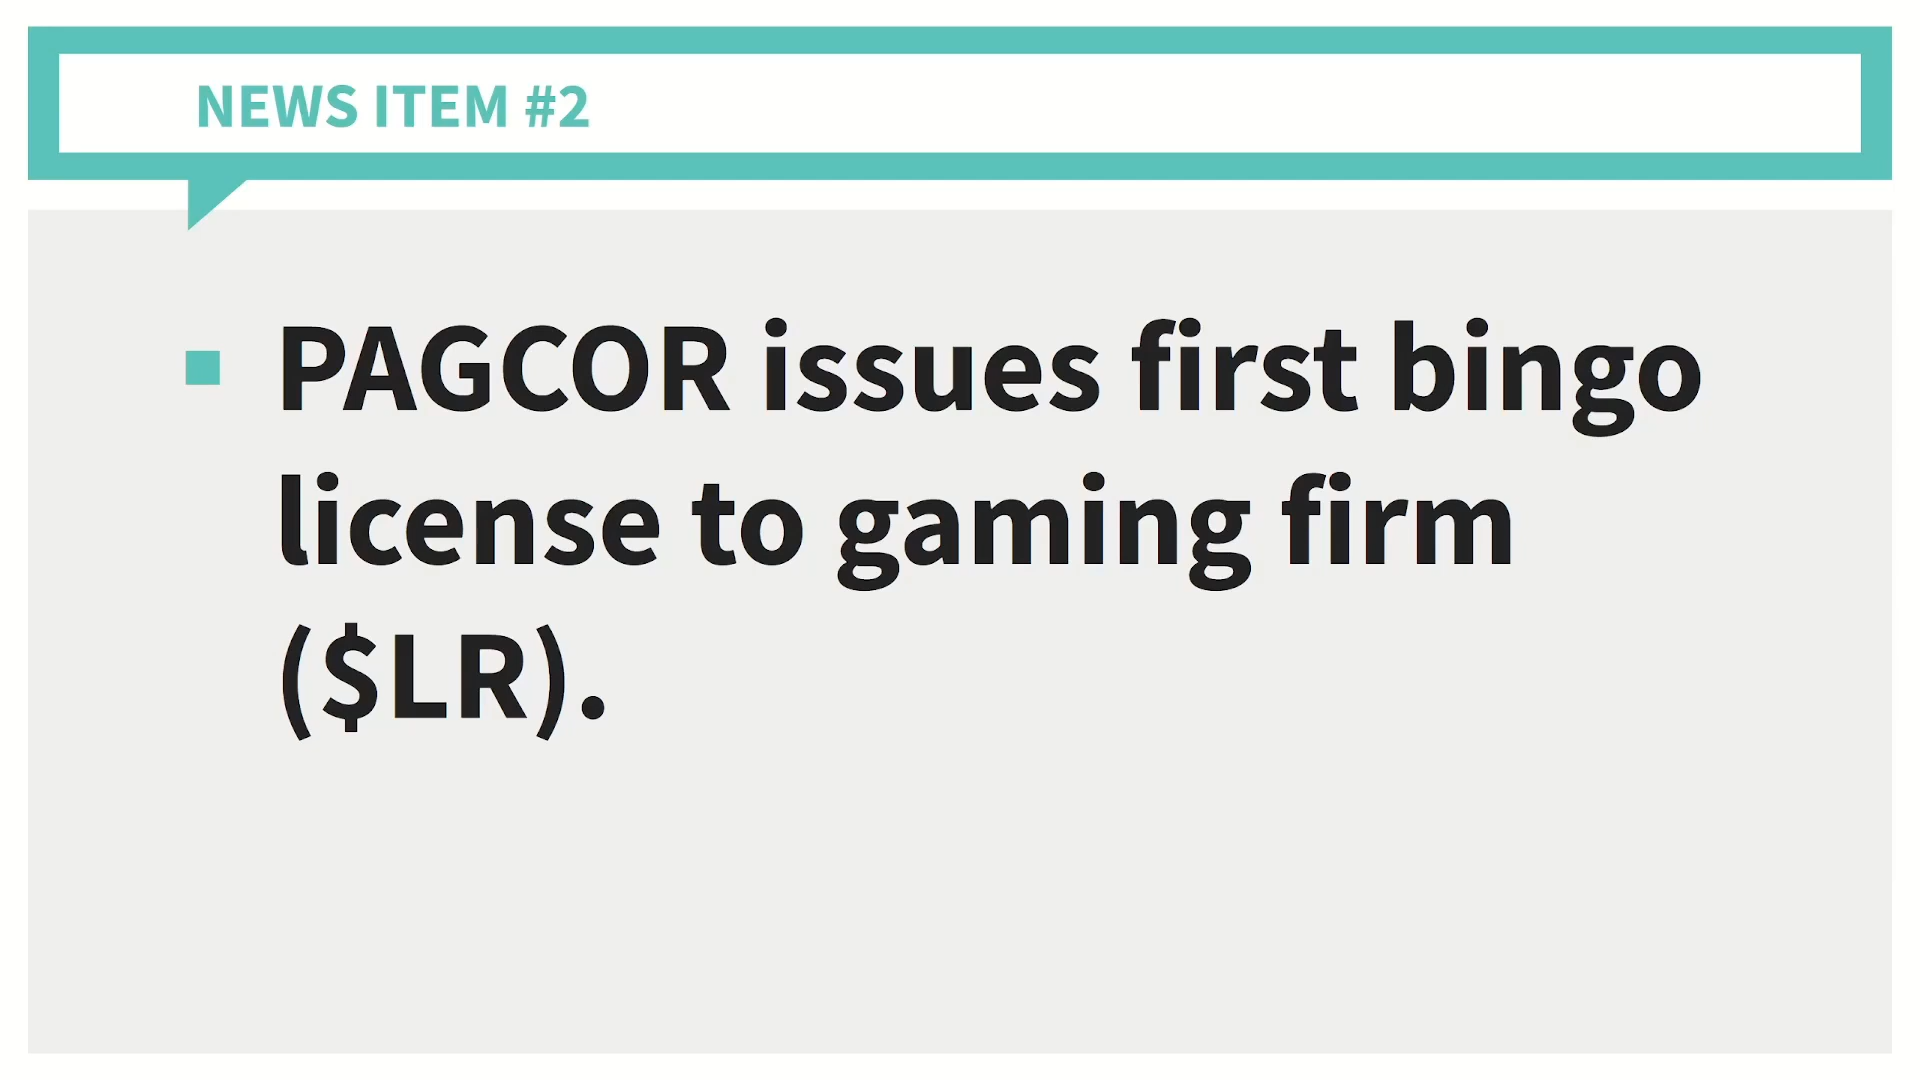 NEWS ITEM #2
PAGCOR issues first bingo
license to gaming firm
($LR).